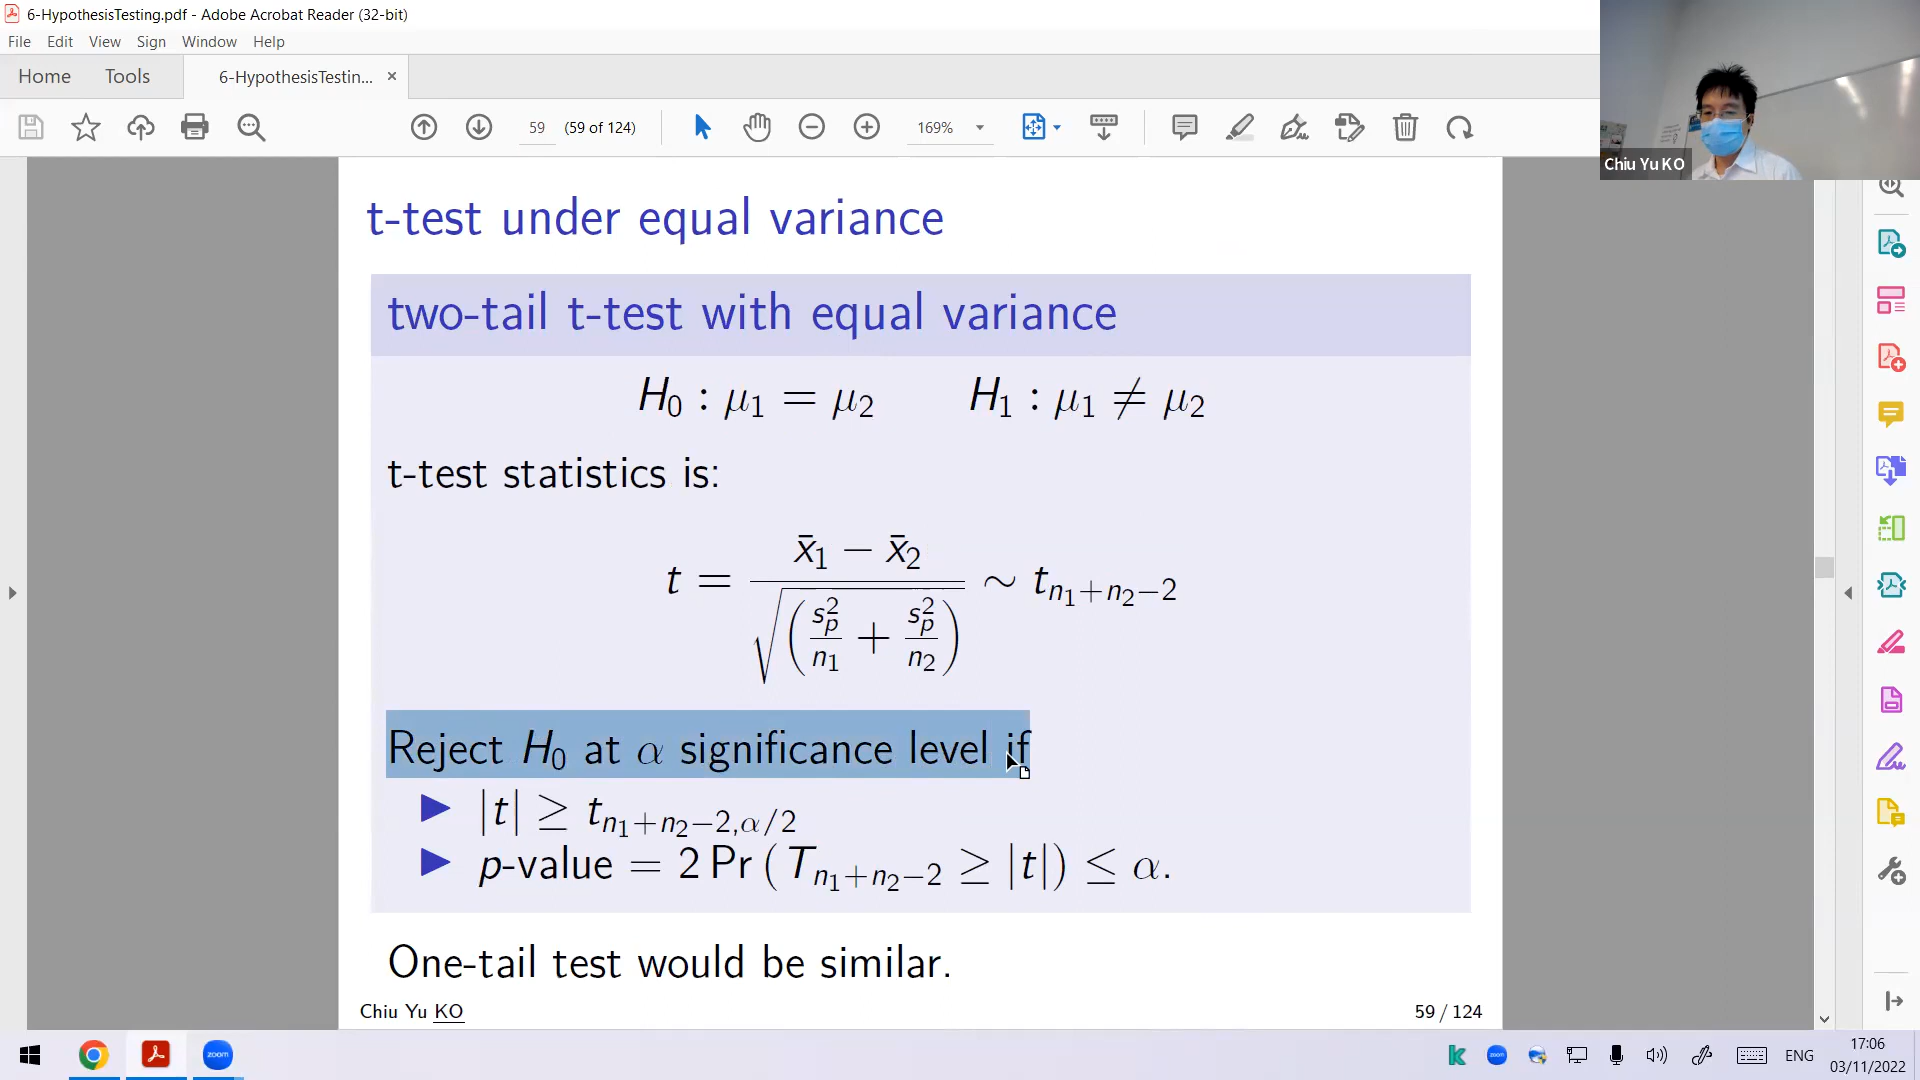 6-HypothesisTesting.pdf - Adobe Acrobat Reader (32-bit)
File Edit View Sign Window Help
Home Tools 6-HypothesisTestin... ×
59 (59 of 124) 169%
Chiu Yu KO
t-test under equal variance
two-tail t-test with equal variance
H₀ : μ₁ = μ₂ H₁ : μ₁ ≠ μ₂
t-test statistics is:
t = (x̄₁ − x̄₂) / √(s_p²/n₁ + s_p²/n₂) ∼ t_{n₁+n₂−2}
Reject H₀ at α significance level if
▶ |t| ≥ t_{n₁+n₂−2,α/2}
▶ p-value = 2 Pr (T_{n₁+n₂−2} ≥ |t|) ≤ α.
One-tail test would be similar.
Chiu Yu KO 59 / 124
zoom
zoom
ENG
17:06
03/11/2022